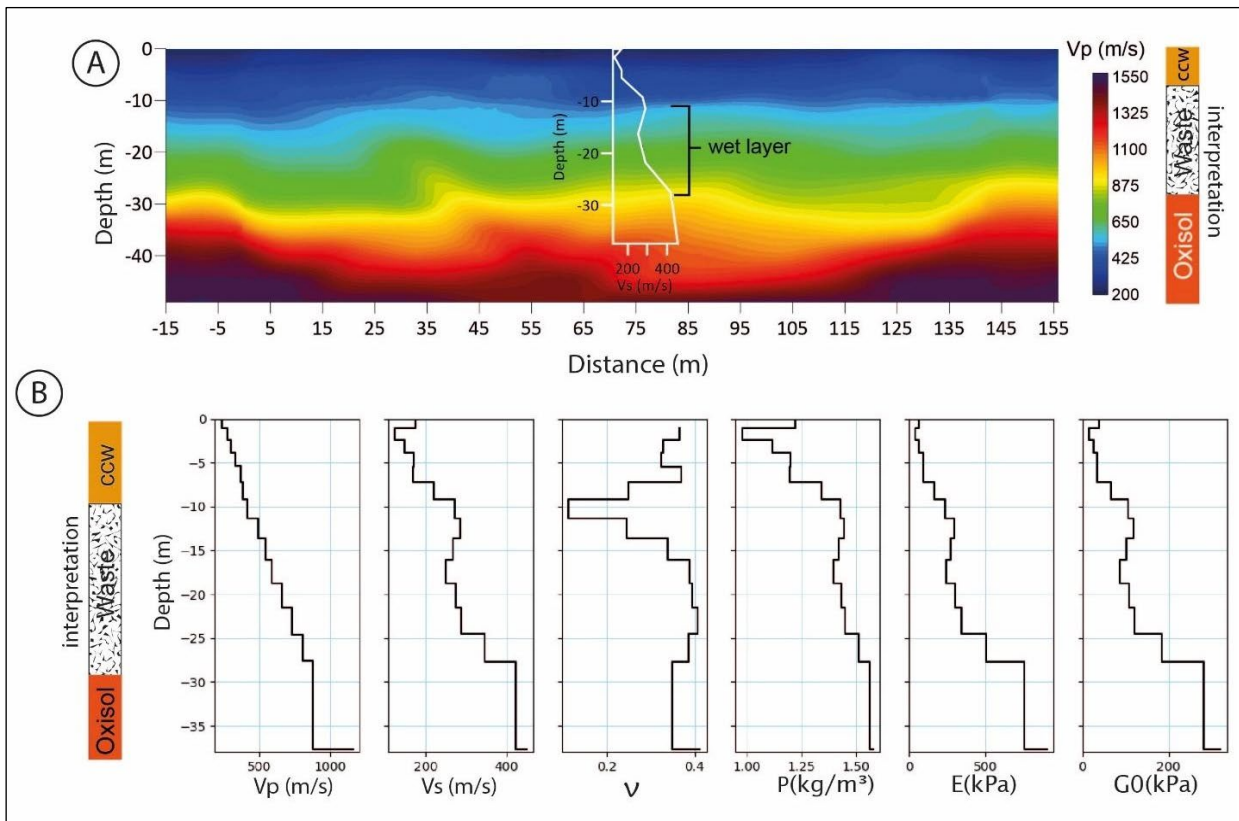 A
0
-10
-20
-30
-40
Depth (m)
-15 -5 5 15 25 35 45 55 65 75 85 95 105 115 125 135 145 155
Distance (m)
-10
-20
-30
Depth (m)
200 400
Vs (m/s)
wet layer
Vp (m/s)
1550
1325
1100
875
650
425
200
ccw
Waste
Oxisol
interpretation
B
interpretation
ccw
Waste
Oxisol
Depth (m)
0
−5
−10
−15
−20
−25
−30
−35
500 1000
Vp (m/s)
200 400
Vs (m/s)
0.2 0.4
ν
1.00 1.25 1.50
P(kg/m³)
0 500
E(kPa)
0 200
G0(kPa)